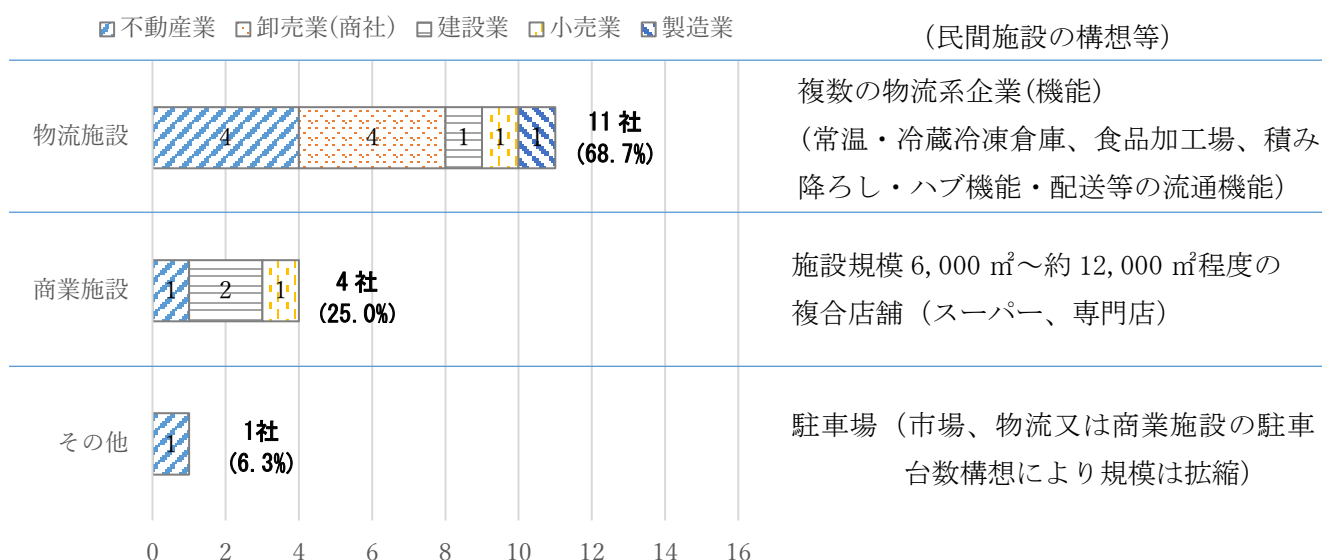 不動産業 卸売業(商社) 建設業 小売業 製造業
(民間施設の構想等)
物流施設
4 4 1 1 1
11 社
(68.7%)
複数の物流系企業(機能)
(常温・冷蔵冷凍倉庫、食品加工場、積み
降ろし・ハブ機能・配送等の流通機能)
商業施設
1 2 1
4 社
(25.0%)
施設規模 6,000 ㎡～約 12,000 ㎡程度の
複合店舗（スーパー、専門店）
その他
1
1社
(6.3%)
駐車場（市場、物流又は商業施設の駐車
台数構想により規模は拡縮）
0 2 4 6 8 10 12 14 16